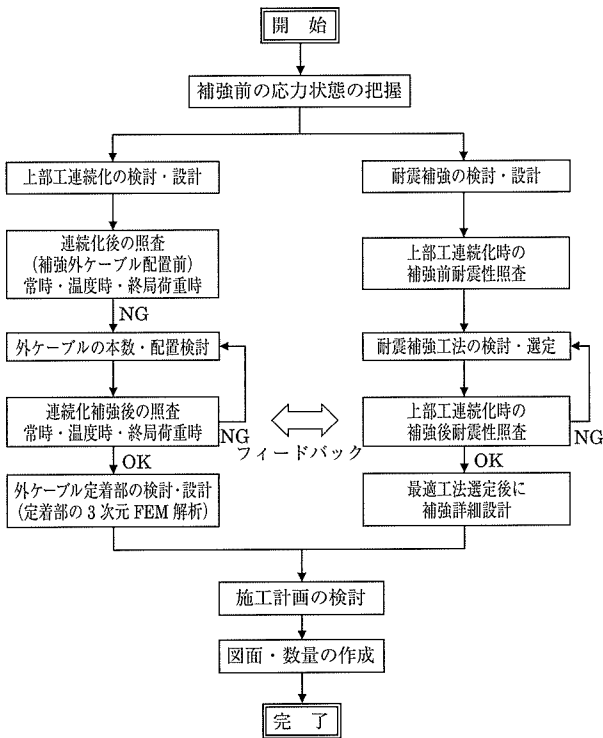 開 始
補強前の応力状態の把握
上部工連続化の検討・設計
連続化後の照査
(補強外ケーブル配置前)
常時・温度時・終局荷重時
NG
外ケーブルの本数・配置検討
連続化補強後の照査
常時・温度時・終局荷重時
NG
OK
外ケーブル定着部の検討・設計
(定着部の3次元FEM解析)
フィードバック
耐震補強の検討・設計
上部工連続化時の
補強前耐震性照査
耐震補強工法の検討・選定
上部工連続化時の
補強後耐震性照査
NG
OK
最適工法選定後に
補強詳細設計
施工計画の検討
図面・数量の作成
完 了